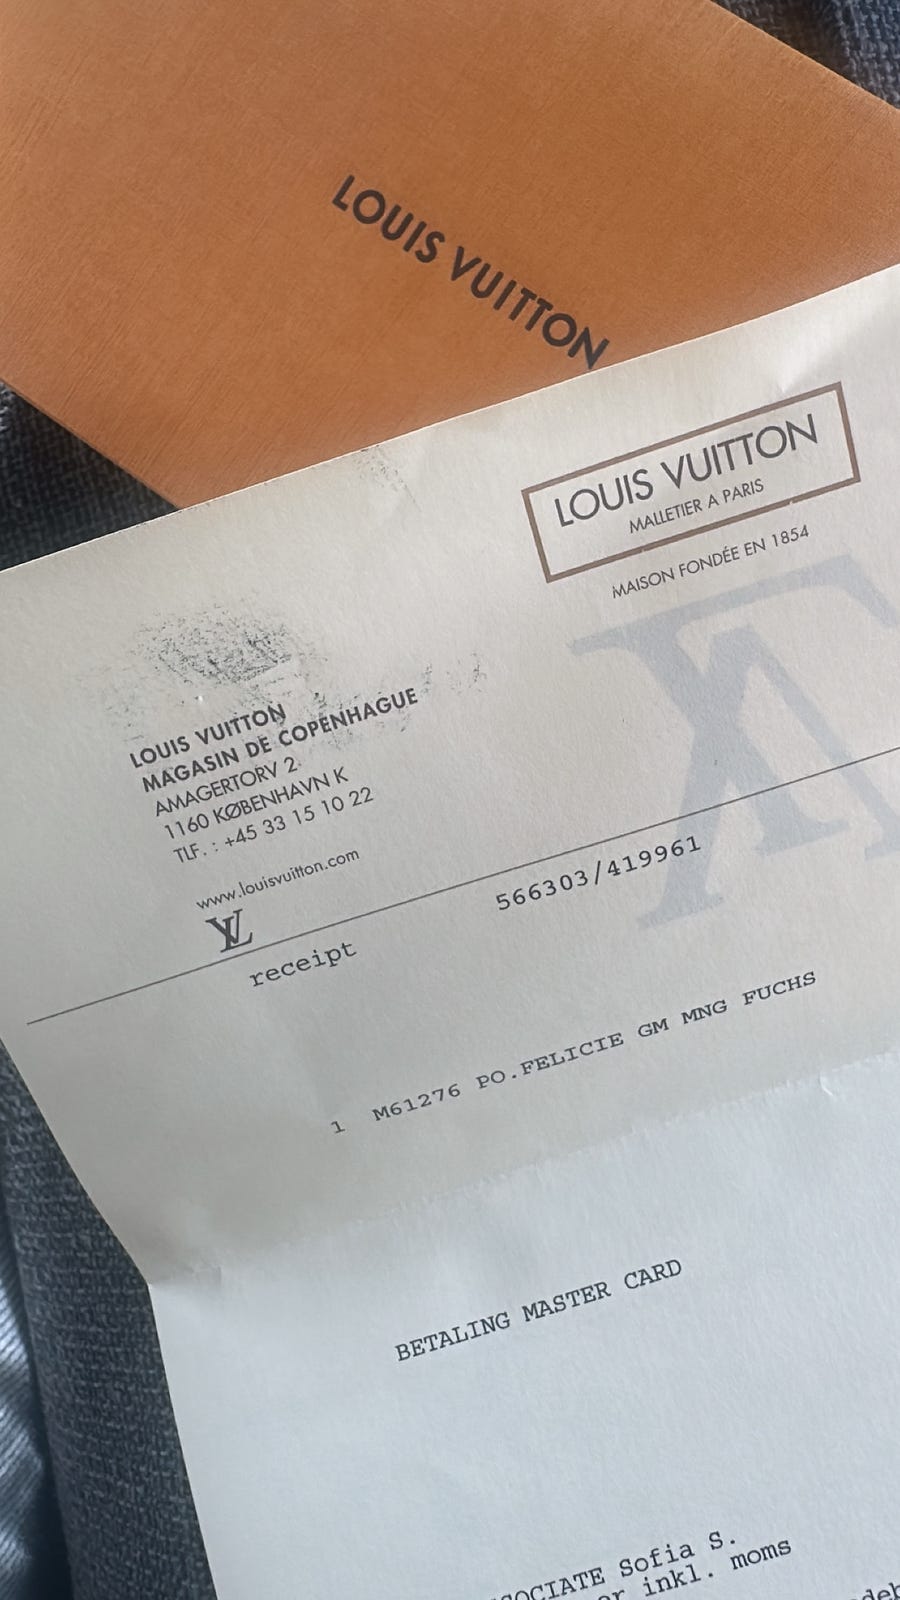 LOUIS VUITTON
LOUIS VUITTON
MALLETIER A PARIS
MAISON FONDÉE EN 1854
LOUIS VUITTON
MAGASIN DE COPENHAGUE
AMAGERTORV 2
1160 KØBENHAVN K
TLF. : +45 33 15 10 22
www.louisvuitton.com
LV
receipt 566303/419961
1 M61276 PO.FELICIE GM MNG FUCHS
BETALING MASTER CARD
Sofia S.
inkl. moms